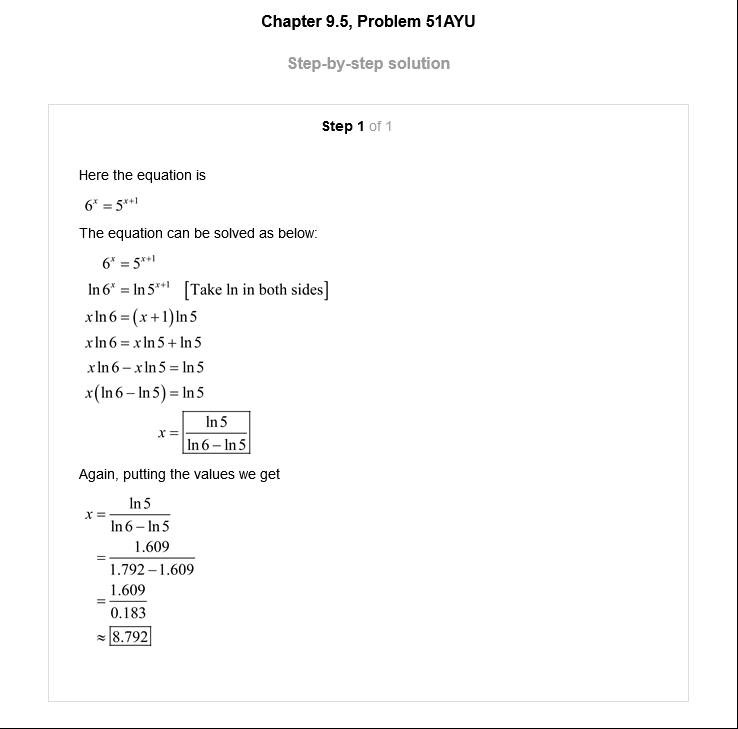 Chapter 9.5, Problem 51AYU
Step-by-step solution
Step 1 of 1
Here the equation is
6^x = 5^{x+1}
The equation can be solved as below:
6^x = 5^{x+1}
ln 6^x = ln 5^{x+1} [Take ln in both sides]
x ln 6 = (x + 1) ln 5
x ln 6 = x ln 5 + ln 5
x ln 6 − x ln 5 = ln 5
x(ln 6 − ln 5) = ln 5
x = \frac{ln 5}{ln 6 − ln 5}
Again, putting the values we get
x = \frac{ln 5}{ln 6 − ln 5}
= \frac{1.609}{1.792 − 1.609}
= \frac{1.609}{0.183}
≈ 8.792